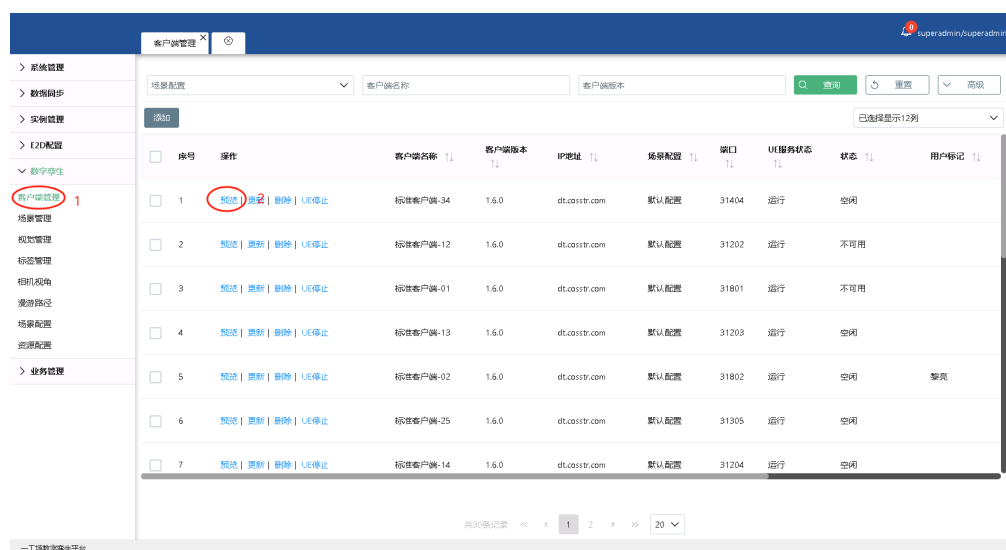 0
superadmin/superadmin
客户端管理
系统管理
数据同步
实例管理
E2D配置
数字孪生
客户端管理 1
场景管理
视觉管理
标签管理
相机视角
漫游路径
场景配置
资源配置
业务管理
场景配置 客户端名称 客户端版本 查询 重置 高级
添加 已选择显示12列
序号 操作 客户端名称 客户端版本 IP地址 场景配置 端口 UE服务状态 状态 用户标记
1 预览 | 更新 | 删除 | UE停止 标准客户端-34 1.6.0 dt.cosstr.com 默认配置 31404 运行 空闲
2
2 预览 | 更新 | 删除 | UE停止 标准客户端-12 1.6.0 dt.cosstr.com 默认配置 31202 运行 不可用
3 预览 | 更新 | 删除 | UE停止 标准客户端-01 1.6.0 dt.cosstr.com 默认配置 31801 运行 不可用
4 预览 | 更新 | 删除 | UE停止 标准客户端-13 1.6.0 dt.cosstr.com 默认配置 31203 运行 空闲
5 预览 | 更新 | 删除 | UE停止 标准客户端-02 1.6.0 dt.cosstr.com 默认配置 31802 运行 空闲 黎亮
6 预览 | 更新 | 删除 | UE停止 标准客户端-25 1.6.0 dt.cosstr.com 默认配置 31305 运行 空闲
7 预览 | 更新 | 删除 | UE停止 标准客户端-14 1.6.0 dt.cosstr.com 默认配置 31204 运行 空闲
共30条记录 « < 1 2 > » 20